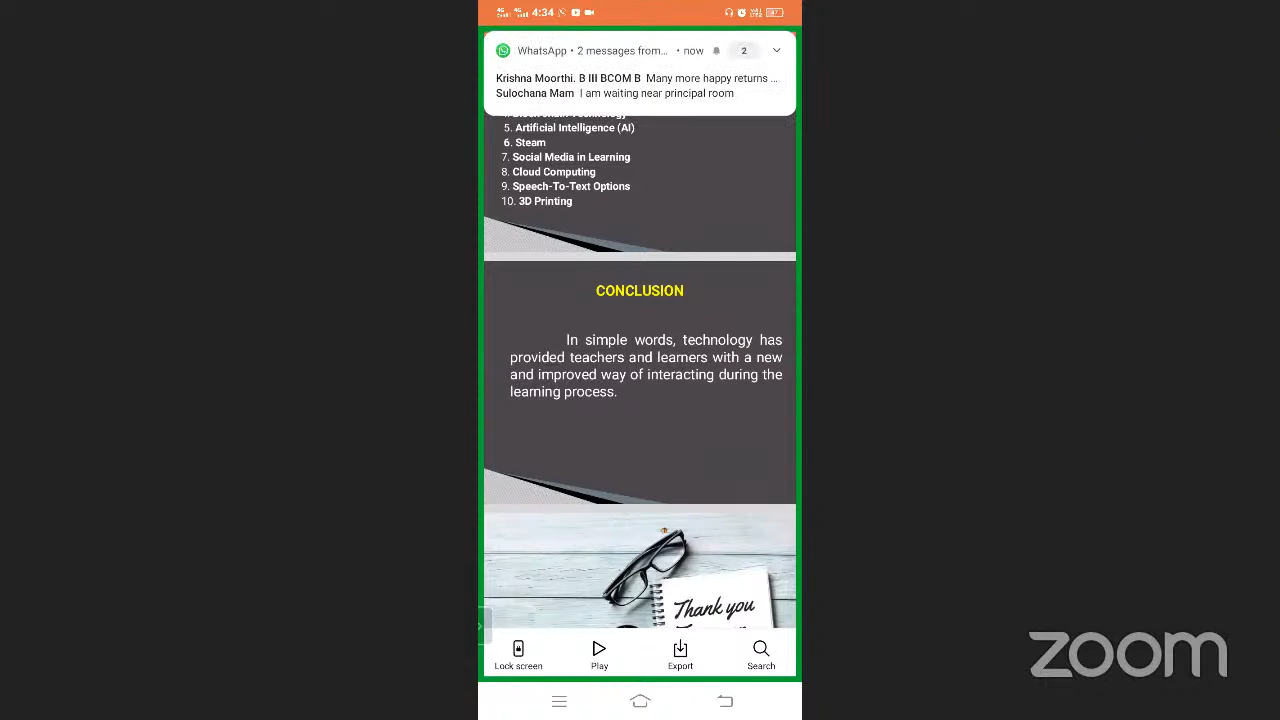 4G 4G 4:34
WhatsApp • 2 messages from... • now 2
Krishna Moorthi. B III BCOM B Many more happy returns ...
Sulochana Mam I am waiting near principal room
5. Artificial Intelligence (AI)
6. Steam
7. Social Media in Learning
8. Cloud Computing
9. Speech-To-Text Options
10. 3D Printing
CONCLUSION
In simple words, technology has
provided teachers and learners with a new
and improved way of interacting during the
learning process.
Thank you
Lock screen Play Export Search
zoom